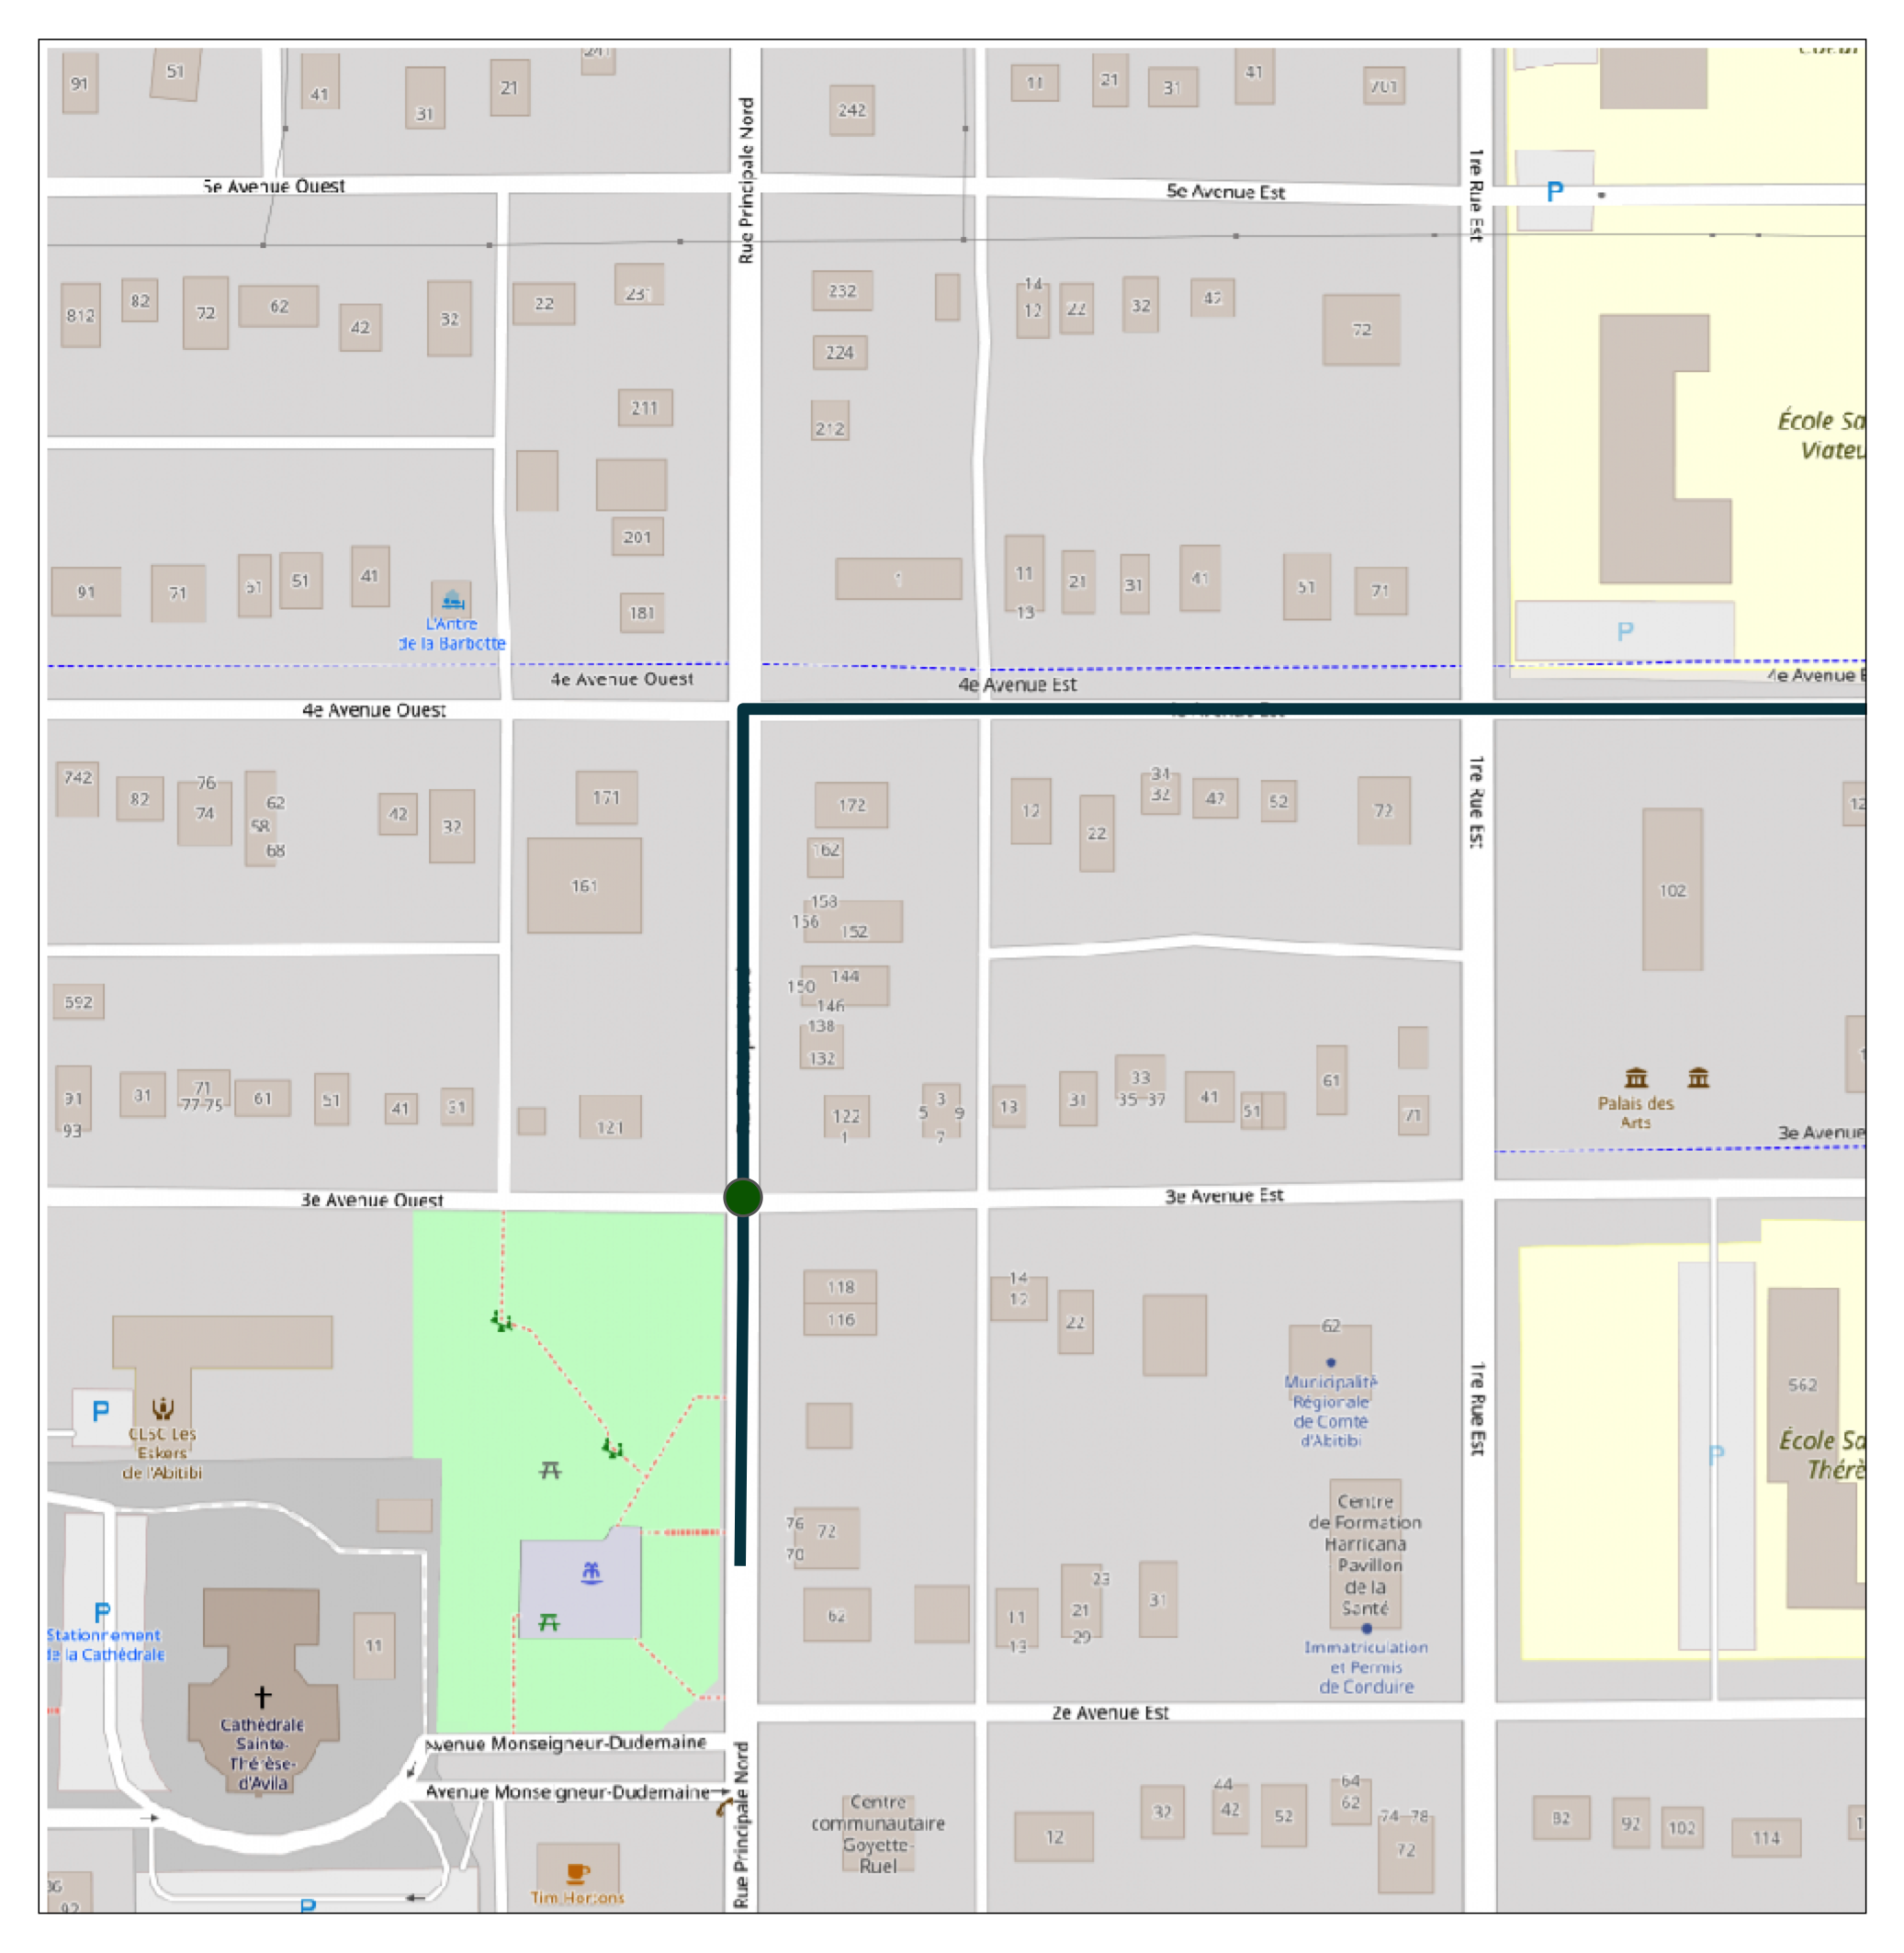 91
51
41
31
21
242
11
21
31
41
701
Rue Principale Nord
1re Rue Est
5e Avenue Ouest
5e Avenue Est
P
812
82
72
62
42
32
22
231
232
224
212
211
14
12
22
32
42
72
École Sa
Viateu
91
71
51
41
L'Antre
de la Barbotte
201
181
1
11
13
21
31
41
51
71
P
4e Avenue Ouest
4e Avenue Est
4e Avenue E
4e Avenue Ouest
742
82
76
74
62
58
68
42
32
171
161
172
162
158
156
152
150
144
146
138
132
12
22
34
32
42
52
72
1re Rue Est
102
12
592
91
93
81
71
77 75
61
51
41
31
121
122
1
3
5
9
7
13
31
33
35 37
41
51
61
71
Palais des
Arts
3e Avenue
3e Avenue Ouest
3e Avenue Est
118
116
14
12
22
62
Municipalité
Régionale
de Comté
d'Abitibi
1re Rue Est
562
École Sa
Thérè
P
P
CLSC Les
Eskers
de l'Abitibi
Centre
de Formation
Harricana
Pavillon
de la
Santé
Immatriculation
et Permis
de Conduire
76
72
70
62
11
13
23
21
29
31
P
Stationnement
de la Cathédrale
11
Cathédrale
Sainte-
Thérèse-
d'Avila
2e Avenue Est
Avenue Monseigneur-Dudemaine
Avenue Monseigneur-Dudemaine
Rue Principale Nord
Centre
communautaire
Goyette-
Ruel
12
32
44
42
52
64
62
74 78
72
82
92
102
114
Tim Hortons
P